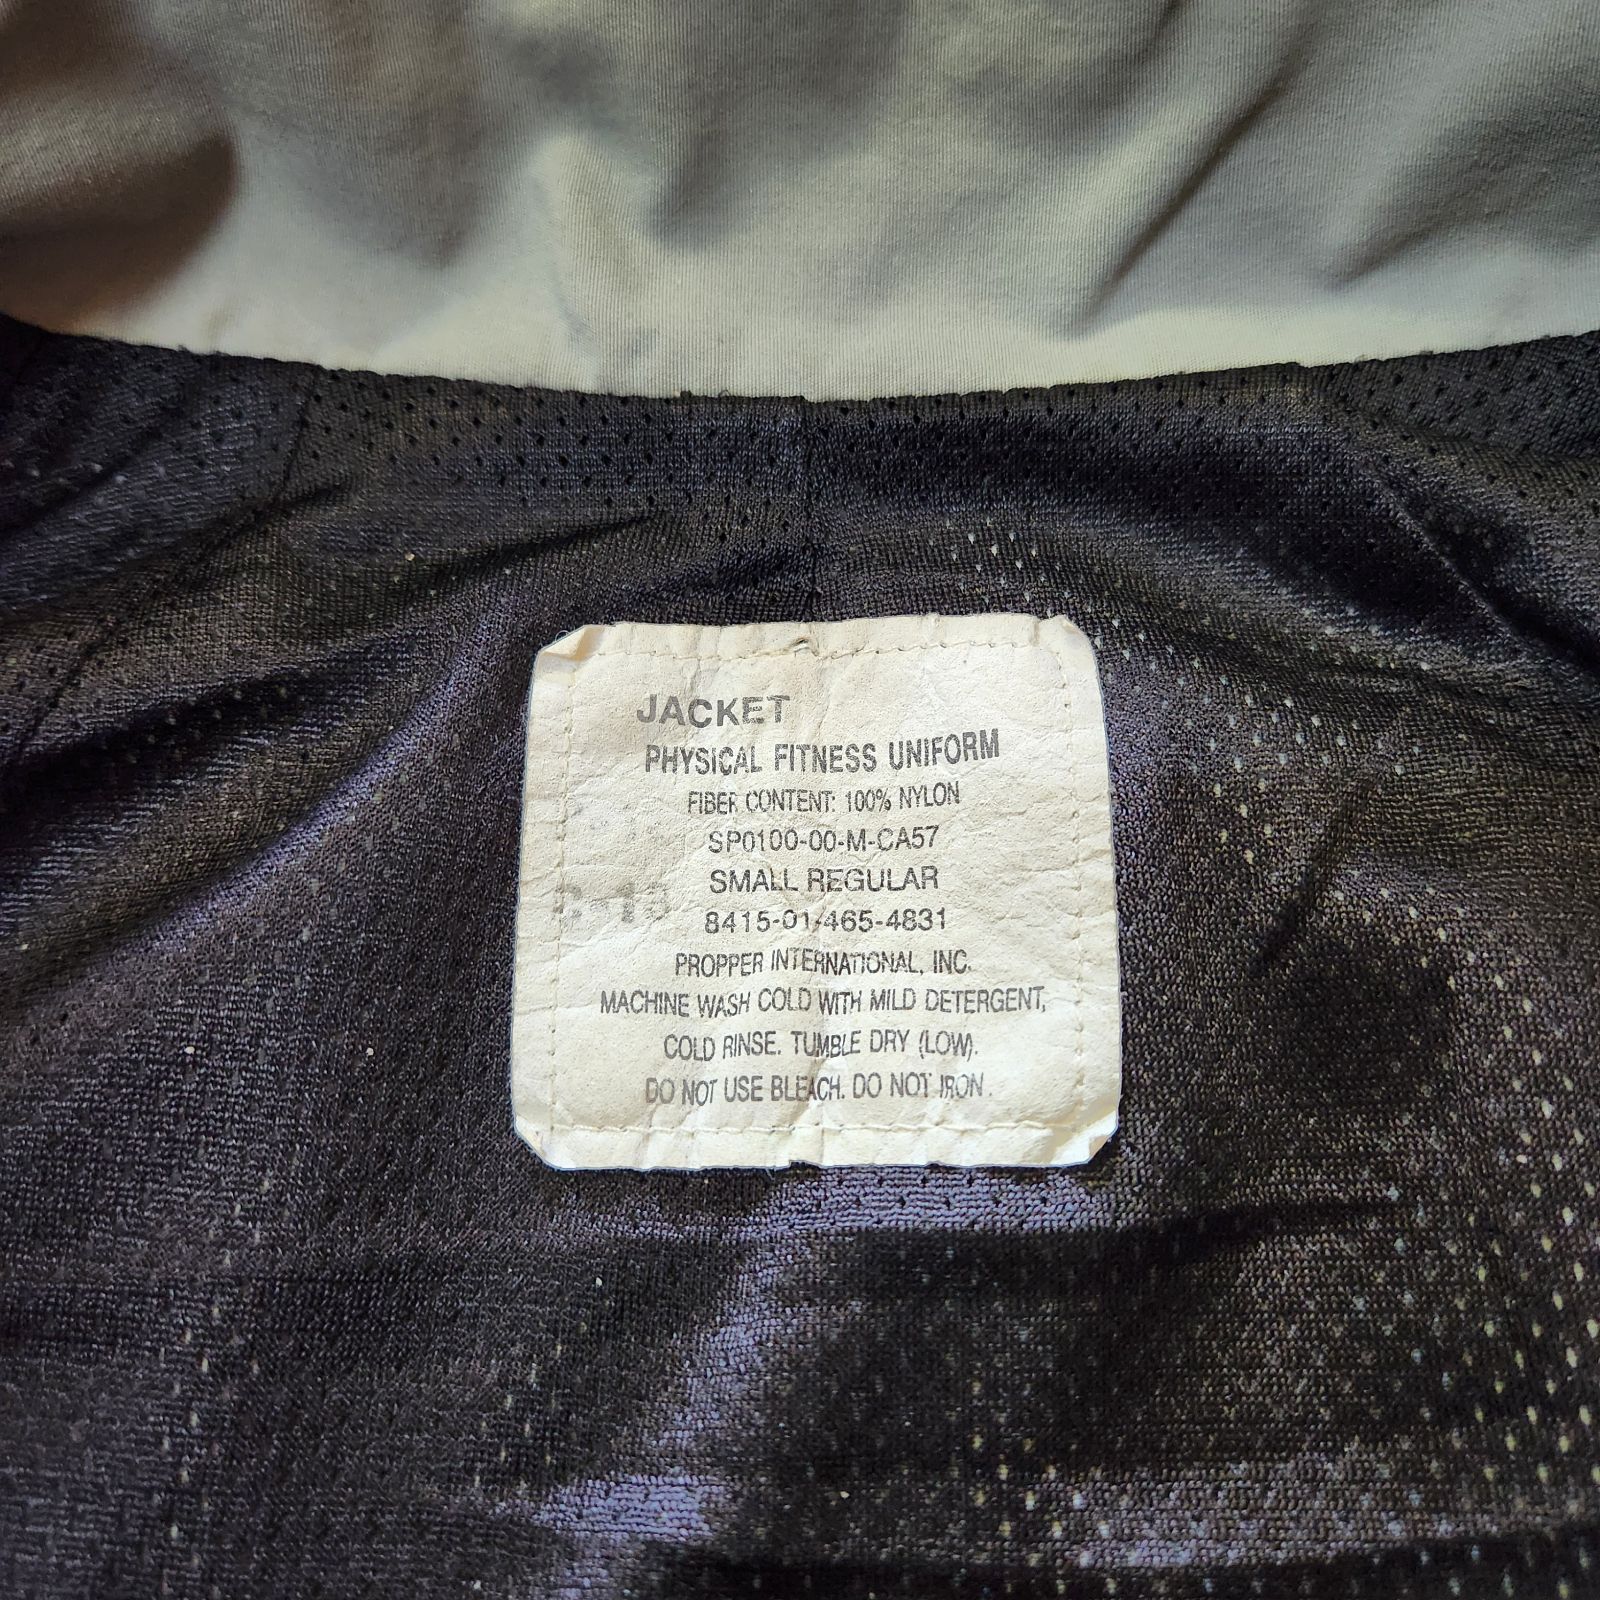 JACKET
PHYSICAL FITNESS UNIFORM
FIBER CONTENT: 100% NYLON
SP0100-00-M-CA57
SMALL REGULAR
8415-01-465-4831
PROPPER INTERNATIONAL, INC.
MACHINE WASH COLD WITH MILD DETERGENT,
COLD RINSE. TUMBLE DRY (LOW).
DO NOT USE BLEACH. DO NOT IRON.